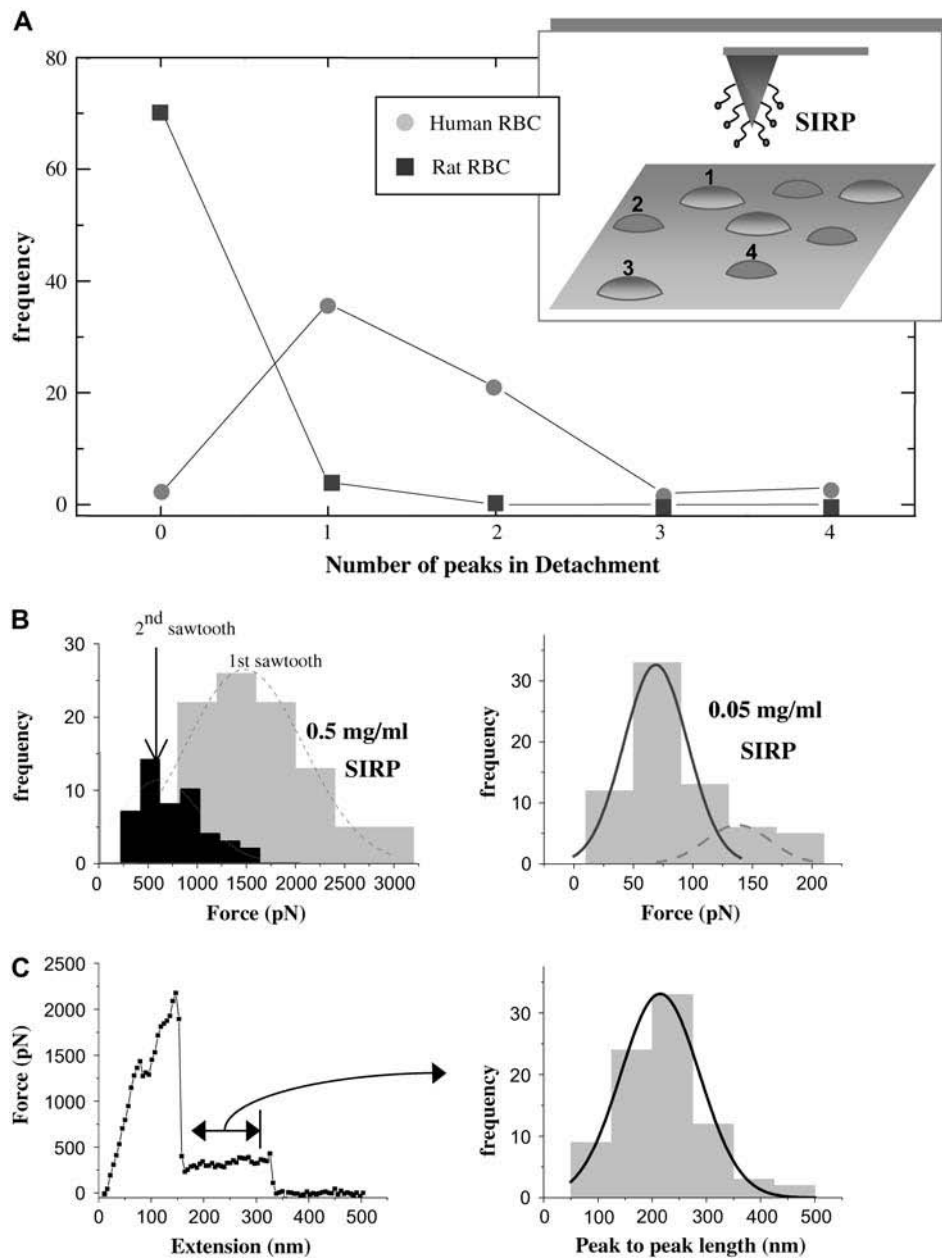 A
80
60
40
20
0
frequency
0 1 2 3 4
Number of peaks in Detachment
Human RBC
Rat RBC
SIRP
1
2
3
4
B
2nd sawtooth
1st sawtooth
0.5 mg/ml
SIRP
30
20
10
0
frequency
0 500 1000 1500 2000 2500 3000
Force (pN)
0.05 mg/ml
SIRP
30
20
10
0
frequency
0 50 100 150 200
Force (pN)
C
2500
2000
1500
1000
500
0
Force (pN)
0 100 200 300 400 500
Extension (nm)
30
20
10
0
frequency
100 200 300 400 500
Peak to peak length (nm)